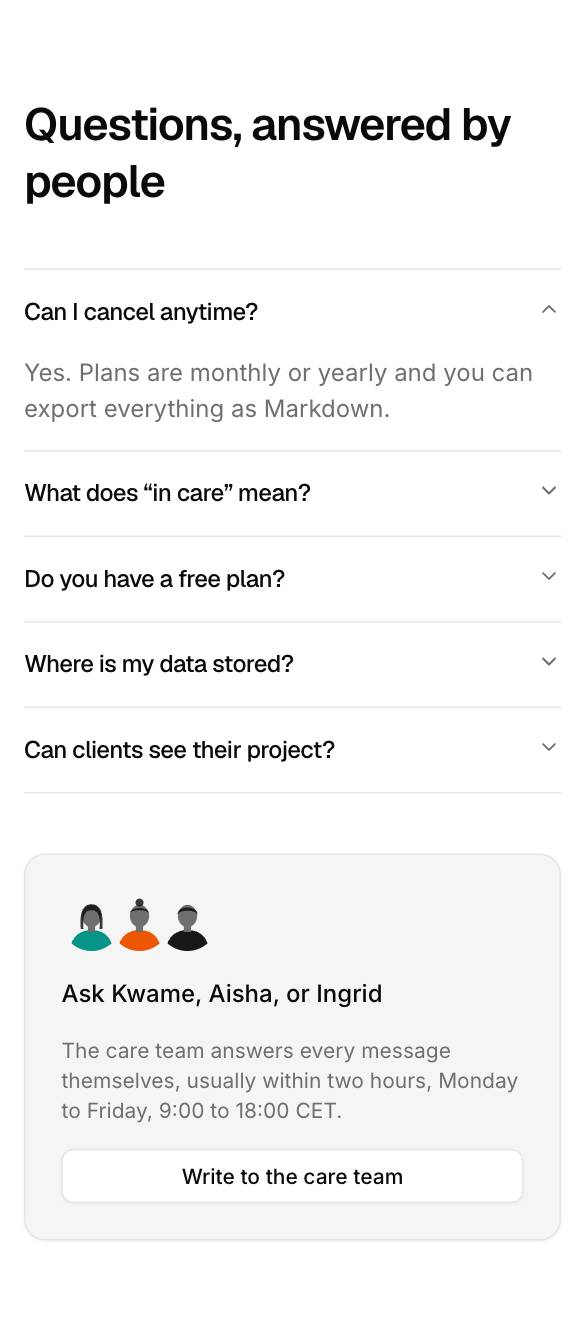 Questions, answered by
people
Can I cancel anytime?
Yes. Plans are monthly or yearly and you can
export everything as Markdown.
What does “in care” mean?
Do you have a free plan?
Where is my data stored?
Can clients see their project?
Ask Kwame, Aisha, or Ingrid
The care team answers every message
themselves, usually within two hours, Monday
to Friday, 9:00 to 18:00 CET.
Write to the care team